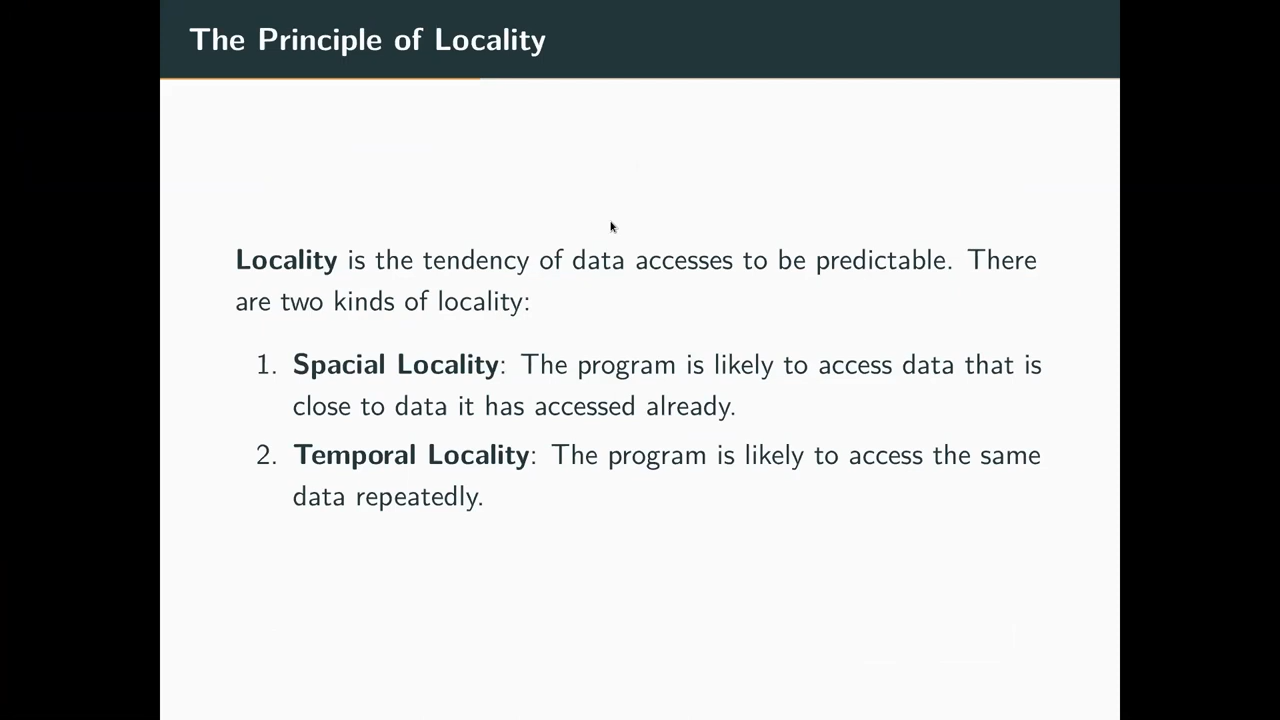 The Principle of Locality
Locality is the tendency of data accesses to be predictable. There
are two kinds of locality:
1. Spacial Locality: The program is likely to access data that is
close to data it has accessed already.
2. Temporal Locality: The program is likely to access the same
data repeatedly.